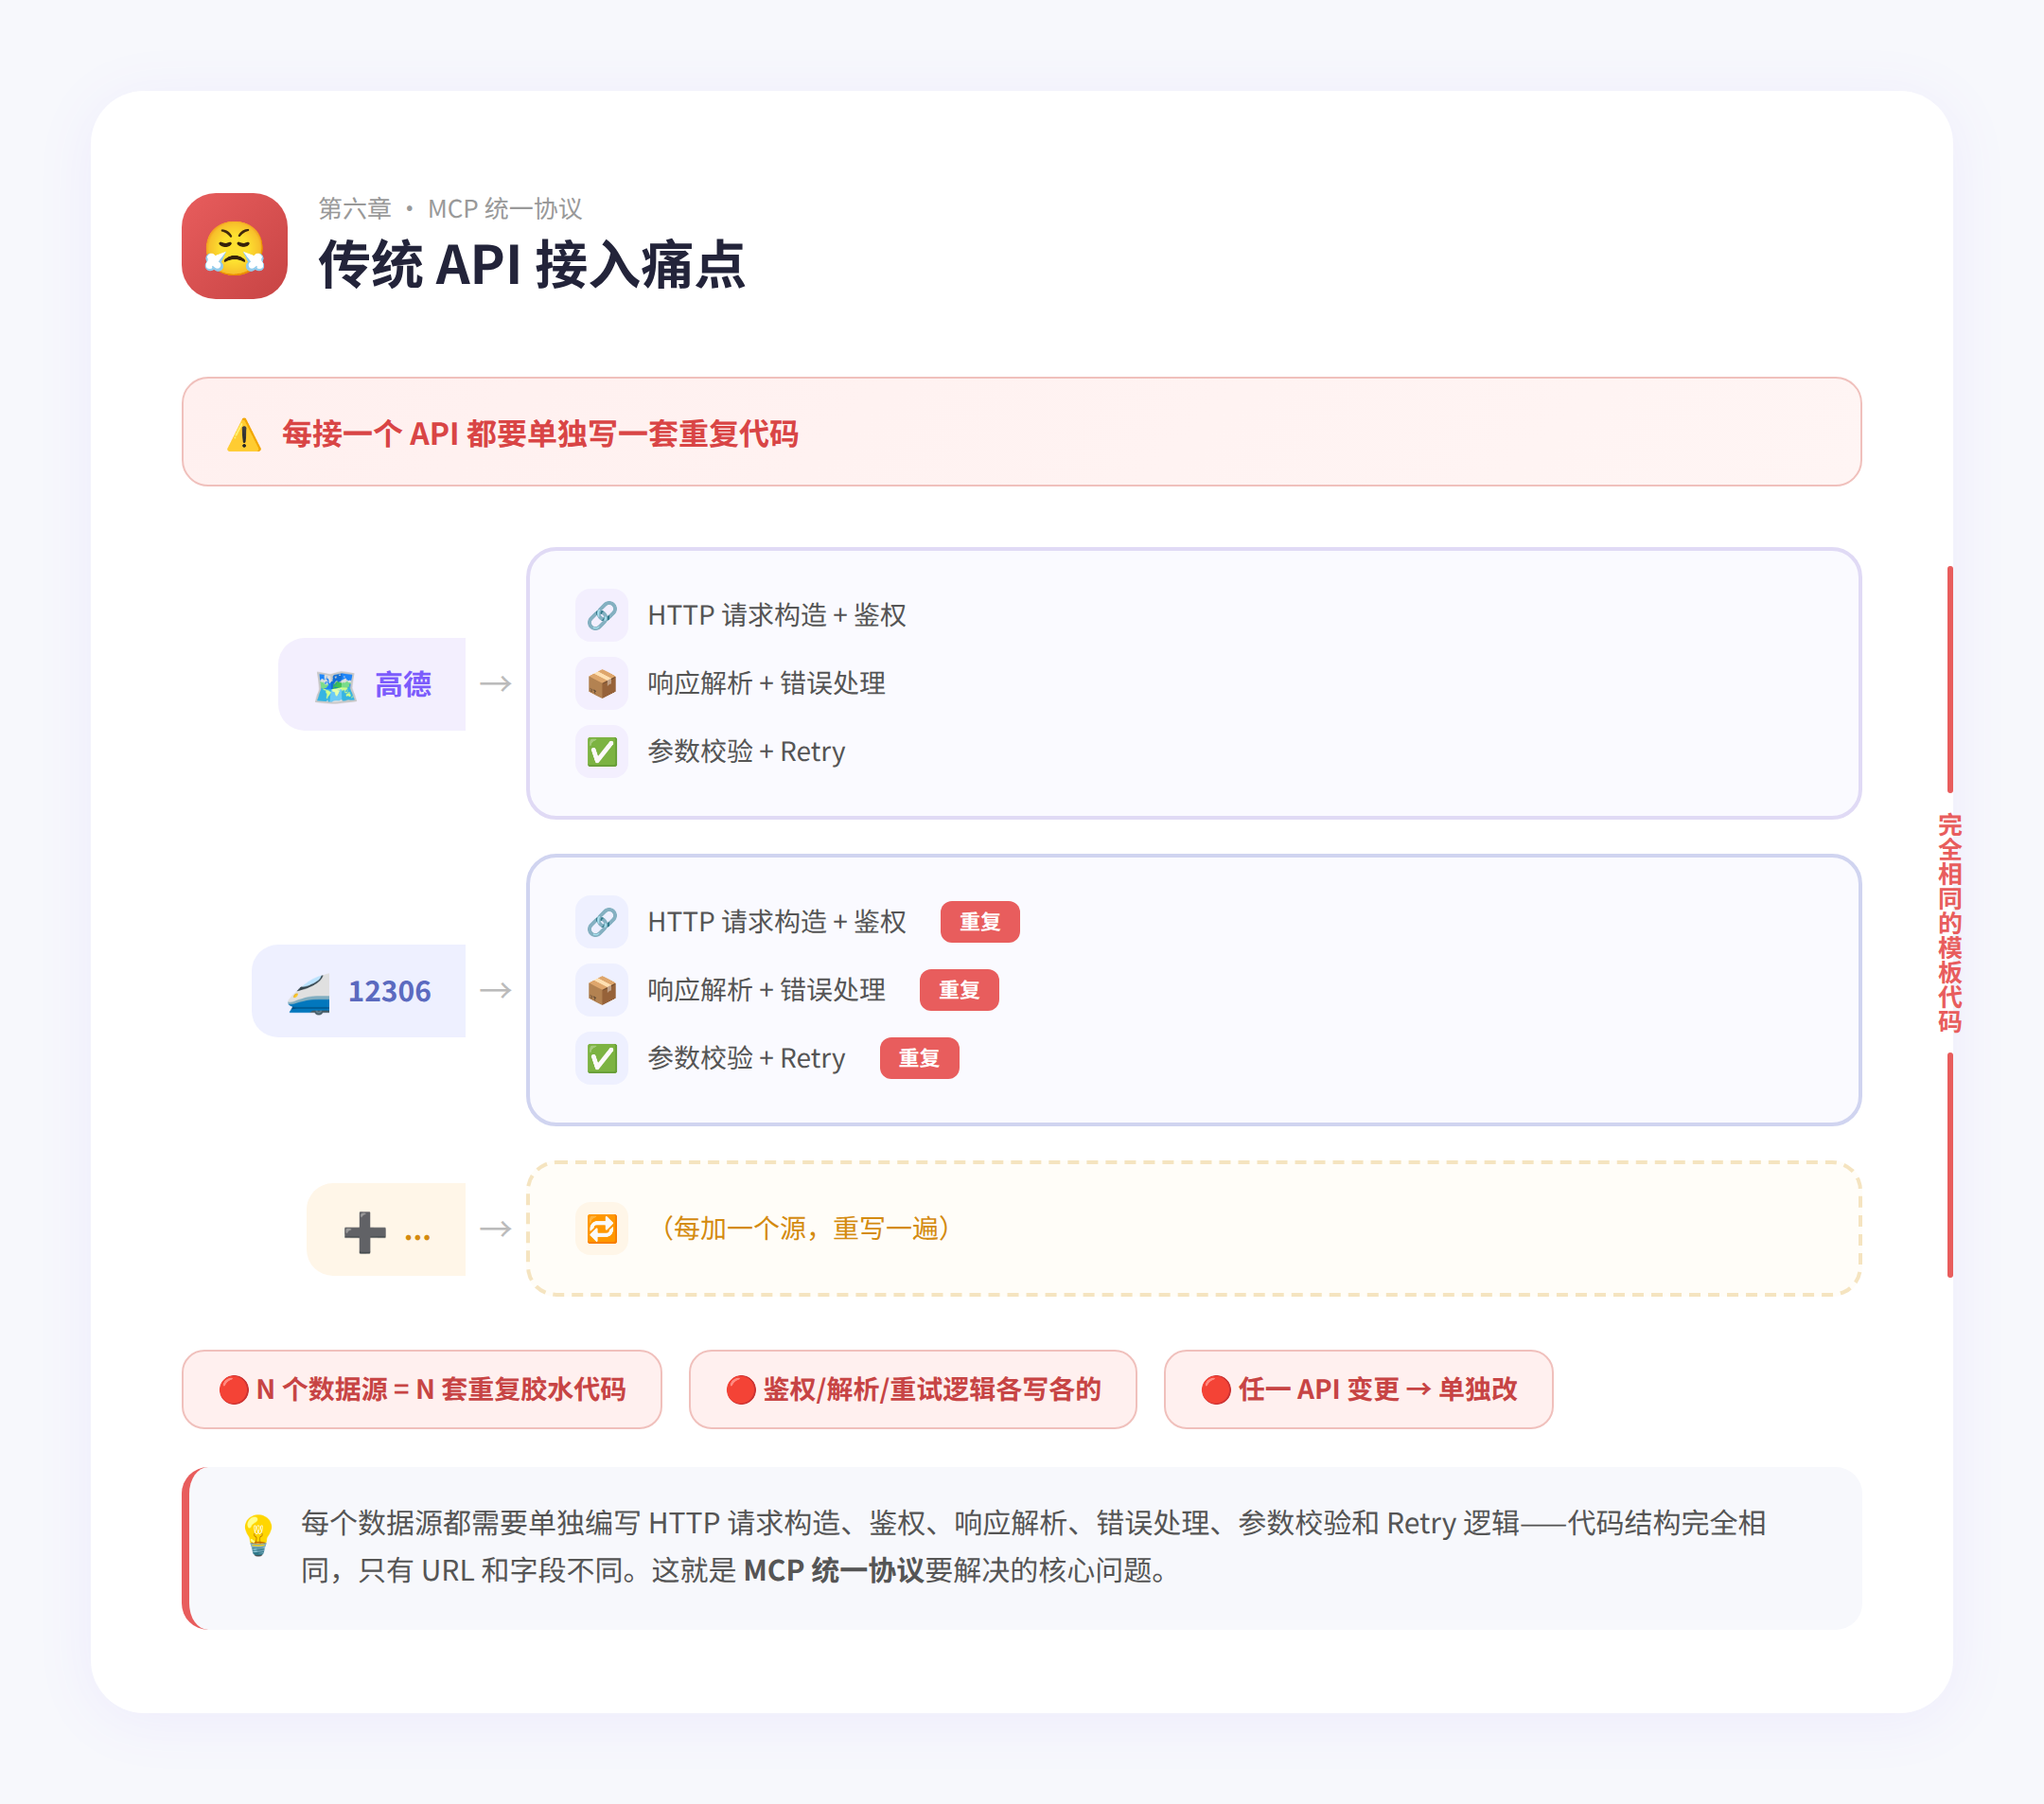 第六章 · MCP 统一协议
传统 API 接入痛点
⚠️ 每接一个 API 都要单独写一套重复代码
🗺️ 高德 →
🔗 HTTP 请求构造 + 鉴权
📦 响应解析 + 错误处理
✅ 参数校验 + Retry
🚄 12306 →
🔗 HTTP 请求构造 + 鉴权 重复
📦 响应解析 + 错误处理 重复
✅ 参数校验 + Retry 重复
➕ ... →
🔁 （每加一个源，重写一遍）
完全相同的模板代码
🔴 N 个数据源 = N 套重复胶水代码
🔴 鉴权/解析/重试逻辑各写各的
🔴 任一 API 变更 → 单独改
💡 每个数据源都需要单独编写 HTTP 请求构造、鉴权、响应解析、错误处理、参数校验和 Retry 逻辑——代码结构完全相
同，只有 URL 和字段不同。这就是 MCP 统一协议要解决的核心问题。